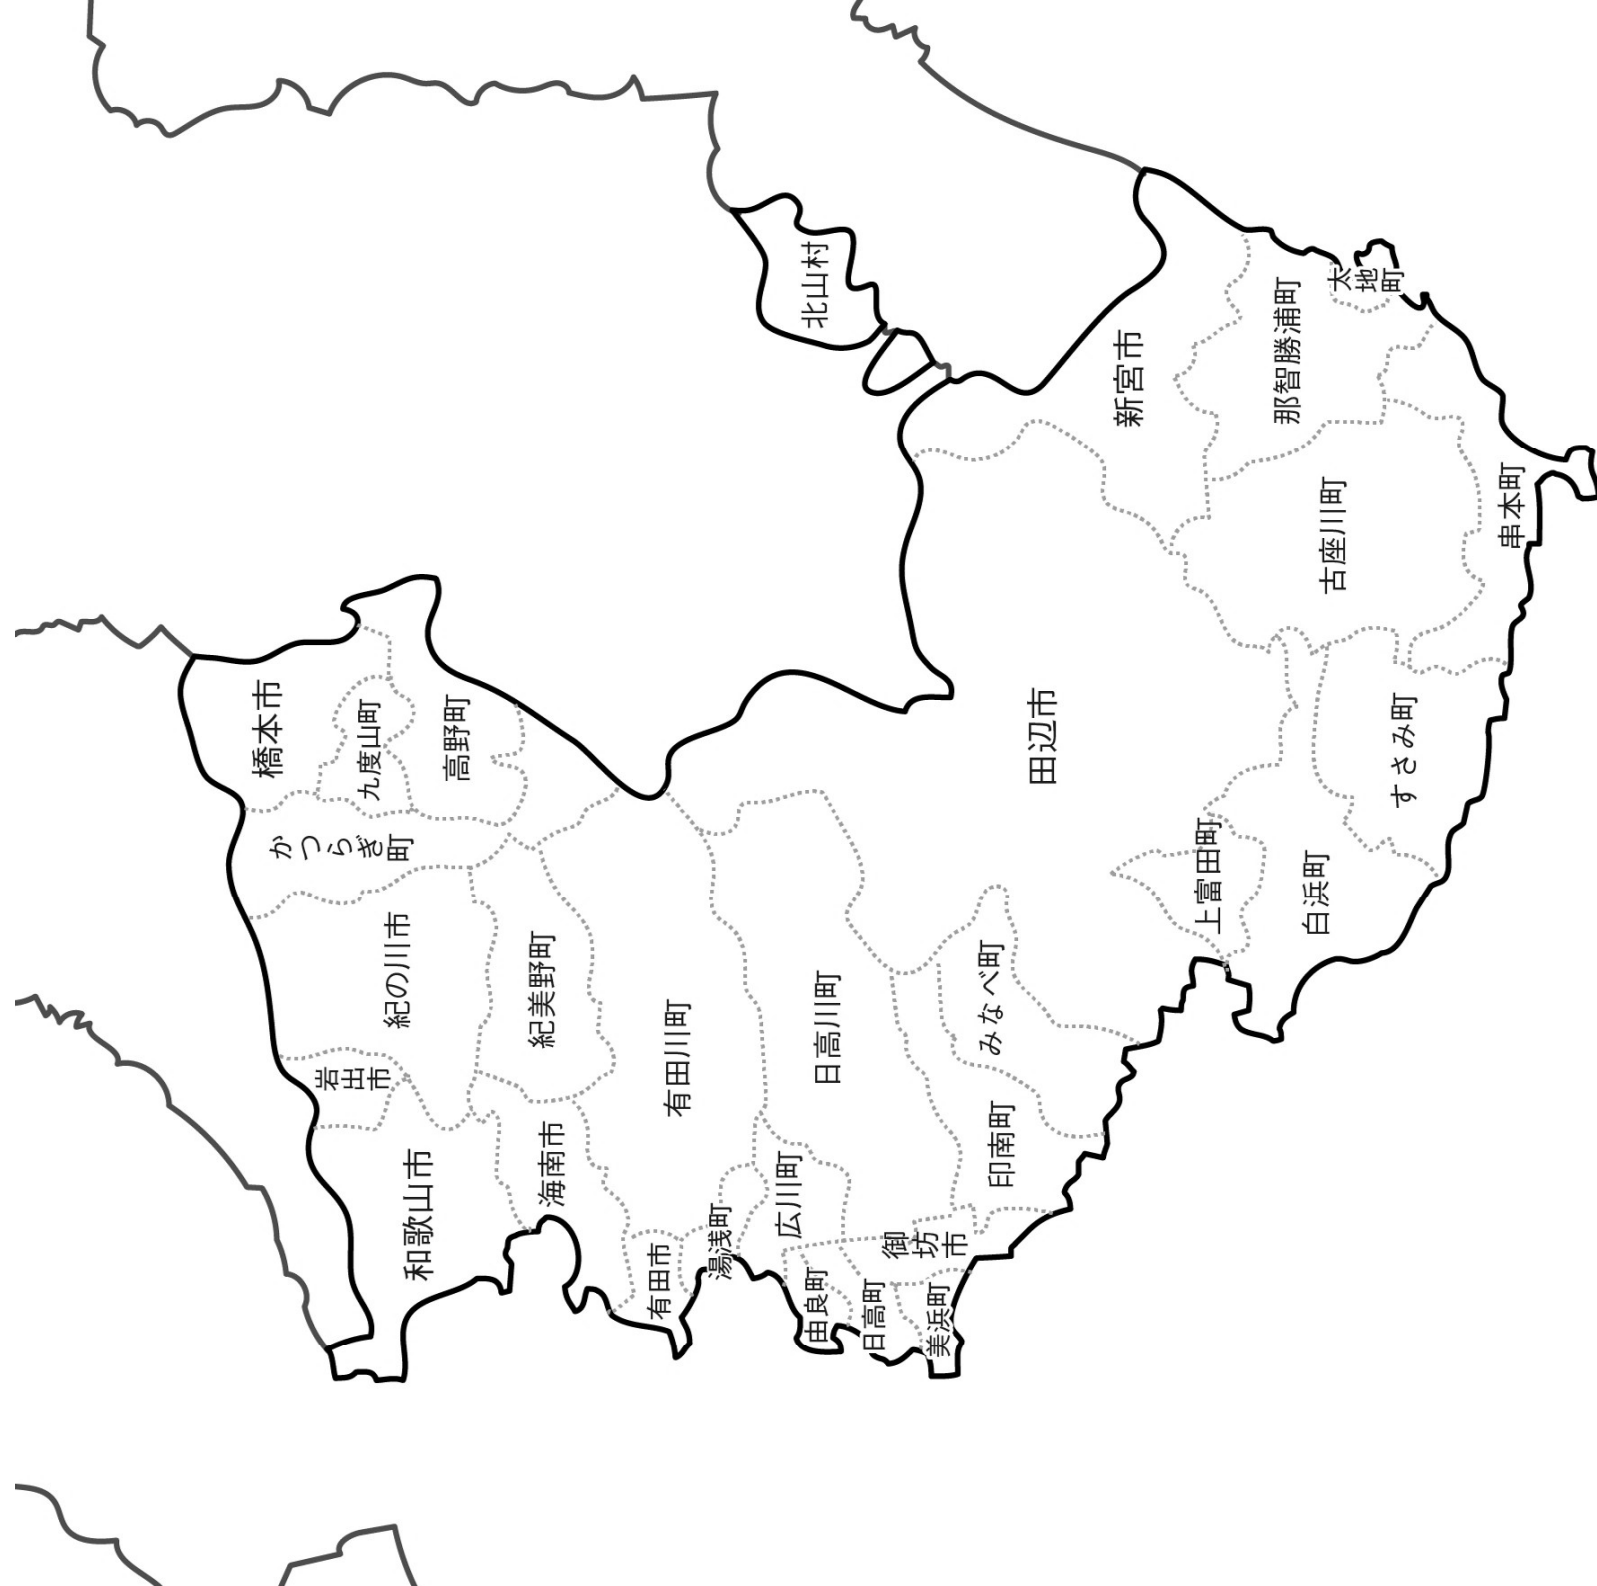 橋本市
九度山町
高野町
かつらぎ町
紀の川市
岩出市
紀美野町
和歌山市
海南市
有田川町
有田市
湯浅町
広川町
由良町
日高町
日高川町
美浜町
御坊市
印南町
みなべ町
田辺市
上富田町
白浜町
すさみ町
古座川町
串本町
那智勝浦町
太地町
新宮市
北山村